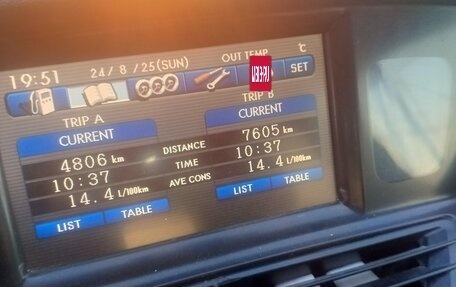 OUT TEMP °C
19:51 24/ 8 /25(SUN)
SET
TRIP A TRIP B
CURRENT CURRENT
4806 km DISTANCE 7605 km
10:37 TIME 10:37
14.4 L/100km AVE CONS 14.4 L/100km
LIST TABLE LIST TABLE